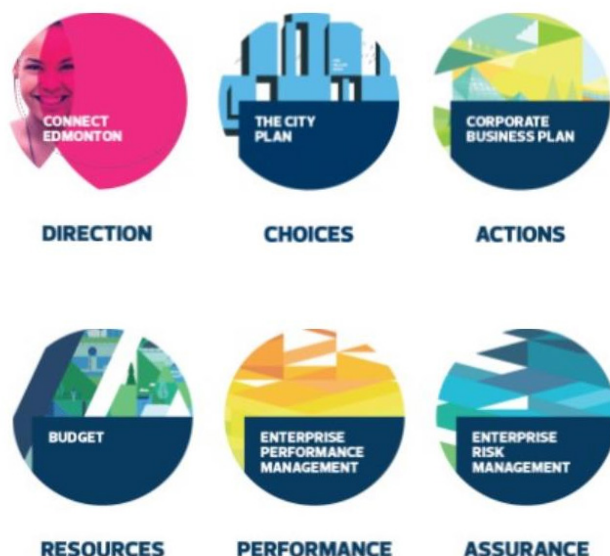 CONNECT
EDMONTON
THE CITY
PLAN
CORPORATE
BUSINESS PLAN
DIRECTION
CHOICES
ACTIONS
BUDGET
ENTERPRISE
PERFORMANCE
MANAGEMENT
ENTERPRISE
RISK
MANAGEMENT
RESOURCES
PERFORMANCE
ASSURANCE